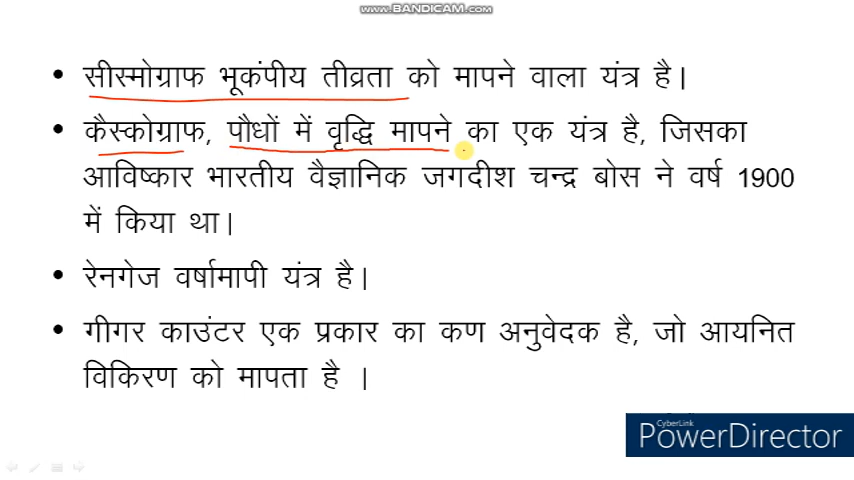 www.BANDICAM.com
• सीस्मोग्राफ भूकंपीय तीव्रता को मापने वाला यंत्र है।
• कैस्कोग्राफ, पौधों में वृद्धि मापने का एक यंत्र है, जिसका
आविष्कार भारतीय वैज्ञानिक जगदीश चन्द्र बोस ने वर्ष 1900
में किया था।
• रेनगेज वर्षामापी यंत्र है।
• गीगर काउंटर एक प्रकार का कण अनुवेदक है, जो आयनित
विकिरण को मापता है ।
CyberLink
PowerDirector